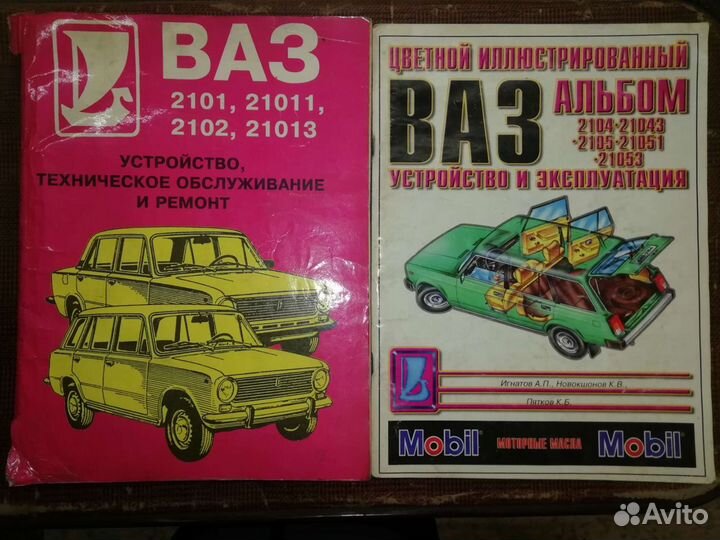 ВАЗ
2101, 21011,
2102, 21013
УСТРОЙСТВО,
ТЕХНИЧЕСКОЕ ОБСЛУЖИВАНИЕ
И РЕМОНТ
ЦВЕТНОЙ ИЛЛЮСТРИРОВАННЫЙ
ВАЗ
АЛЬБОМ
2104•21043
•2105•21051
•21053
УСТРОЙСТВО И ЭКСПЛУАТАЦИЯ
Игнатов А.П., Новокшонов К.В.,
Пятков К.Б.
Mobil МОТОРНЫЕ МАСЛА Mobil
Avito